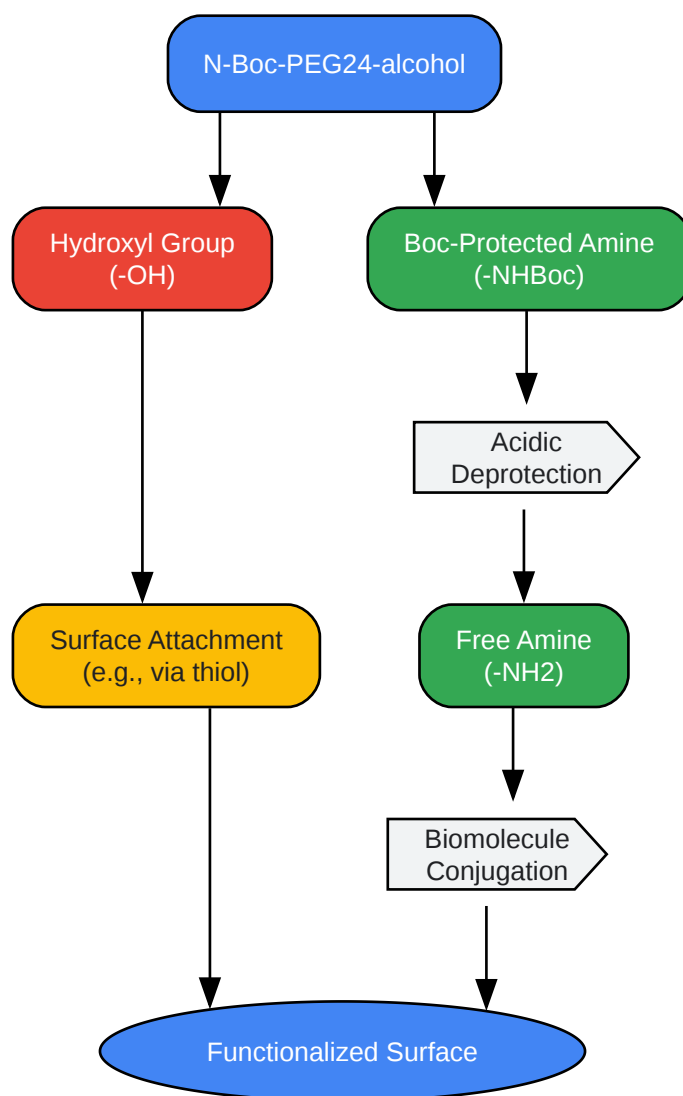 N-Boc-PEG24-alcohol
Hydroxyl Group
(-OH)
Boc-Protected Amine
(-NHBoc)
Acidic
Deprotection
Surface Attachment
(e.g., via thiol)
Free Amine
(-NH2)
Biomolecule
Conjugation
Functionalized Surface